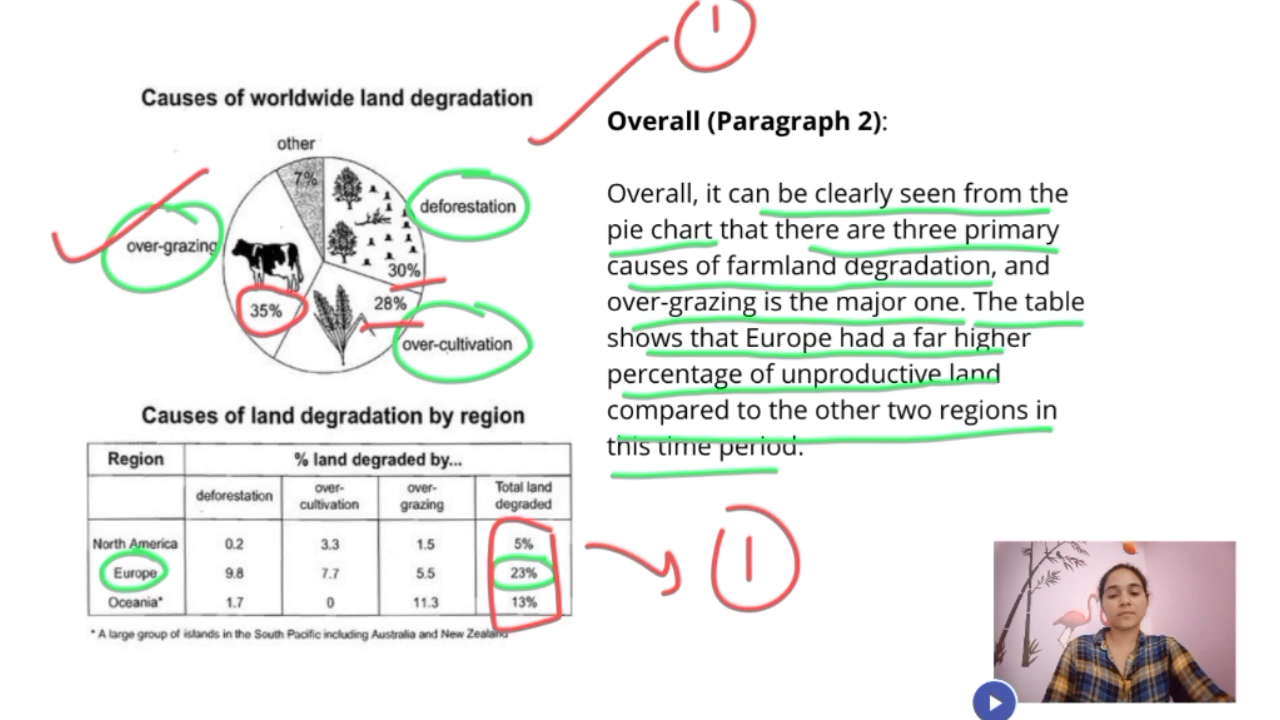 1
Causes of worldwide land degradation
other
7%
deforestation
over-grazing
30%
35%
28%
over-cultivation
Causes of land degradation by region
Region % land degraded by...
deforestation over-cultivation over-grazing Total land degraded
North America 0.2 3.3 1.5 5%
Europe 9.8 7.7 5.5 23%
Oceania* 1.7 0 11.3 13%
* A large group of islands in the South Pacific including Australia and New Zealand
Overall (Paragraph 2):
Overall, it can be clearly seen from the
pie chart that there are three primary
causes of farmland degradation, and
over-grazing is the major one. The table
shows that Europe had a far higher
percentage of unproductive land
compared to the other two regions in
this time period.
1